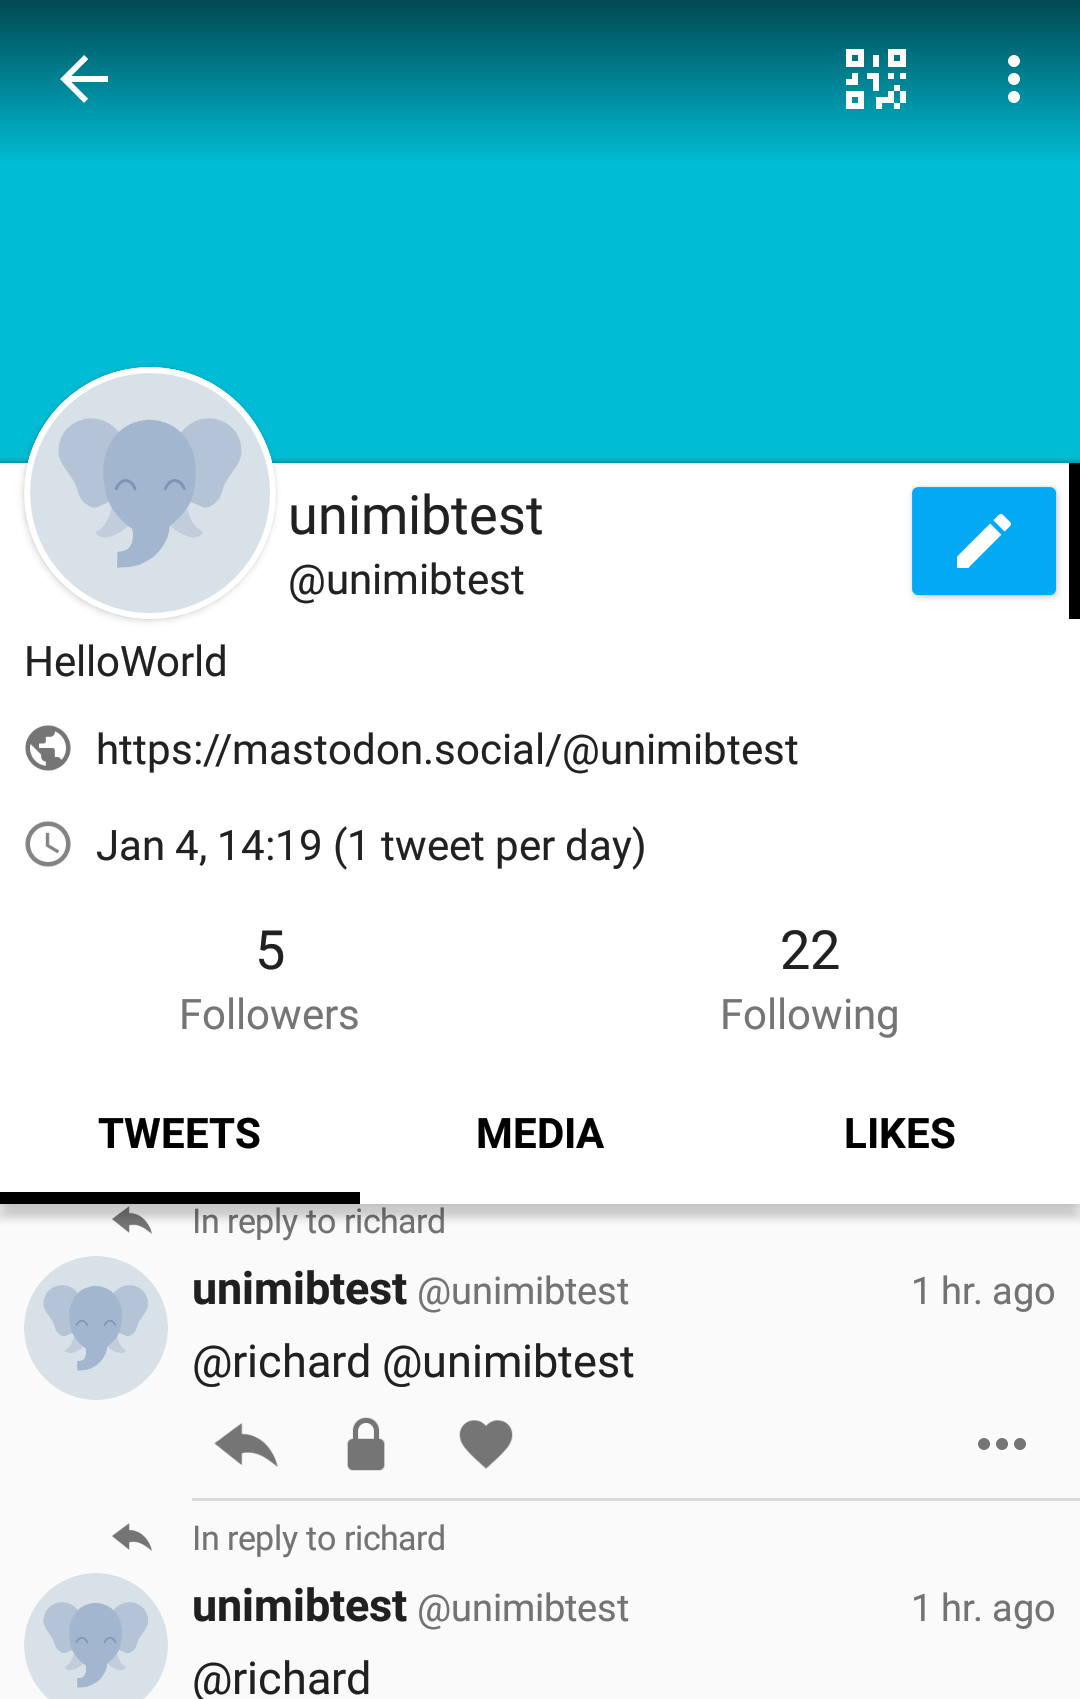 unimibtest
@unimibtest
HelloWorld
https://mastodon.social/@unimibtest
Jan 4, 14:19 (1 tweet per day)
5 22
Followers Following
TWEETS MEDIA LIKES
In reply to richard
unimibtest @unimibtest 1 hr. ago
@richard @unimibtest
In reply to richard
unimibtest @unimibtest 1 hr. ago
@richard